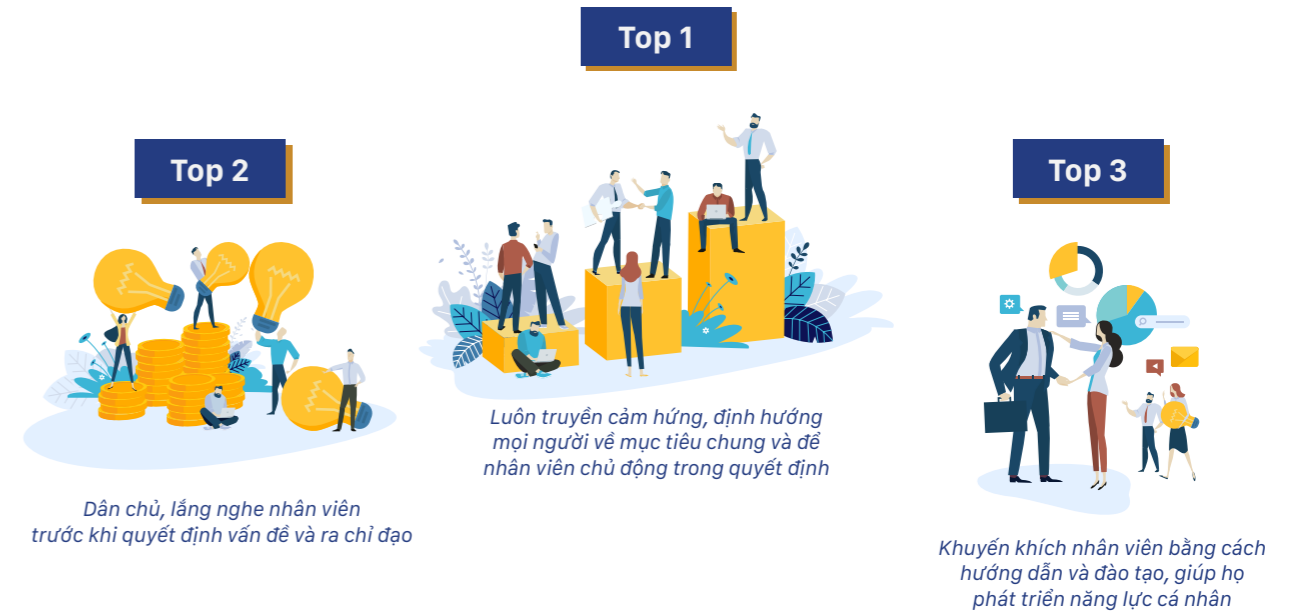 Top 1
Luôn truyền cảm hứng, định hướng
mọi người về mục tiêu chung và để
nhân viên chủ động trong quyết định
Top 2
Dân chủ, lắng nghe nhân viên
trước khi quyết định vấn đề và ra chỉ đạo
Top 3
Khuyến khích nhân viên bằng cách
hướng dẫn và đào tạo, giúp họ
phát triển năng lực cá nhân